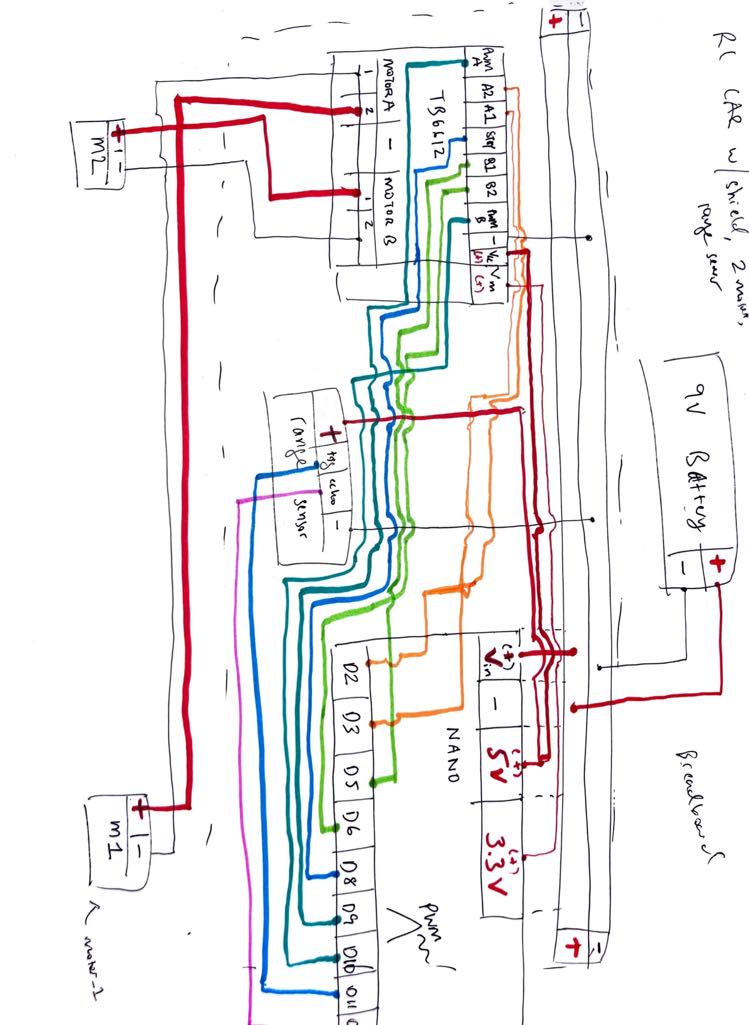 RC CAR w/ shield, 2 motor,
range sensor
9V Battery
+
-
Breadboard
-
+
-
+
PWM A | A2 | A1 | STBY | B1 | B2 | PWM B | - | Vcc (+) | Vm (+)
TB6612
MOTOR A | - | MOTOR B
1 2 1 2
(+) Vin | - | (+) 5V | (+) 3.3V
NANO
PWM
D2 D3 D5 D6 D8 D9 D10 D11
+ trig echo -
range sensor
+ -
m2
+ -
m1
motor-1